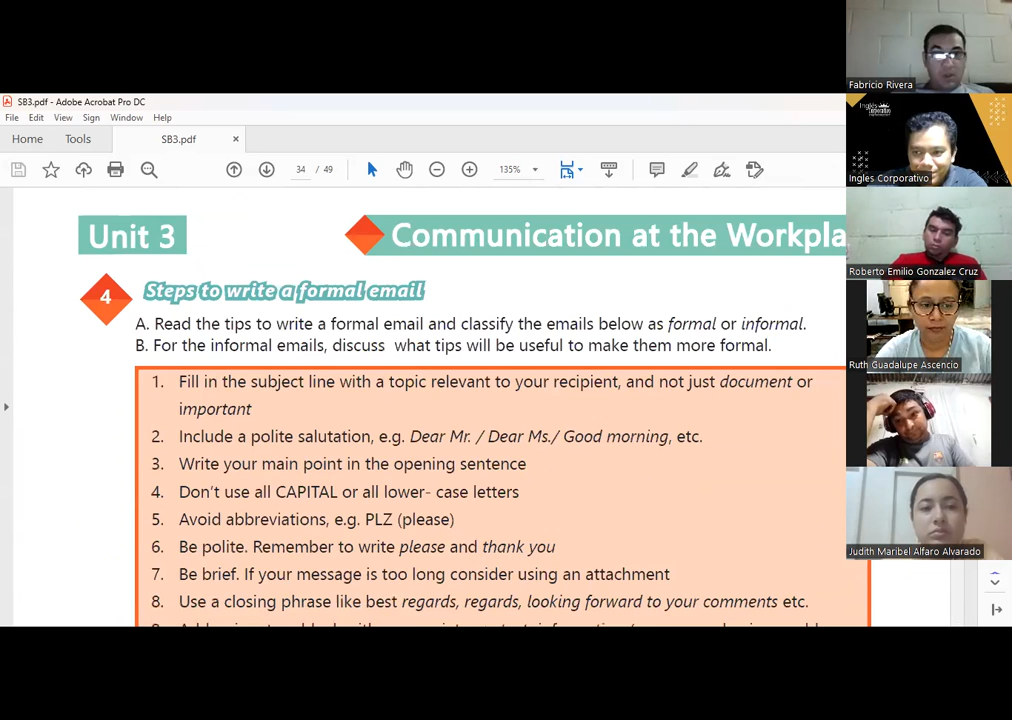 SB3.pdf - Adobe Acrobat Pro DC
File Edit View Sign Window Help
Home Tools SB3.pdf ×
34 / 49 135%
Unit 3
Communication at the Workpla
4
Steps to write a formal email
A. Read the tips to write a formal email and classify the emails below as formal or informal.
B. For the informal emails, discuss what tips will be useful to make them more formal.
1. Fill in the subject line with a topic relevant to your recipient, and not just document or
important
2. Include a polite salutation, e.g. Dear Mr. / Dear Ms./ Good morning, etc.
3. Write your main point in the opening sentence
4. Don't use all CAPITAL or all lower- case letters
5. Avoid abbreviations, e.g. PLZ (please)
6. Be polite. Remember to write please and thank you
7. Be brief. If your message is too long consider using an attachment
8. Use a closing phrase like best regards, regards, looking forward to your comments etc.
Fabricio Rivera
Inglés
Corporativo
Ingles Corporativo
Roberto Emilio Gonzalez Cruz
Ruth Guadalupe Ascencio
Judith Maribel Alfaro Alvarado